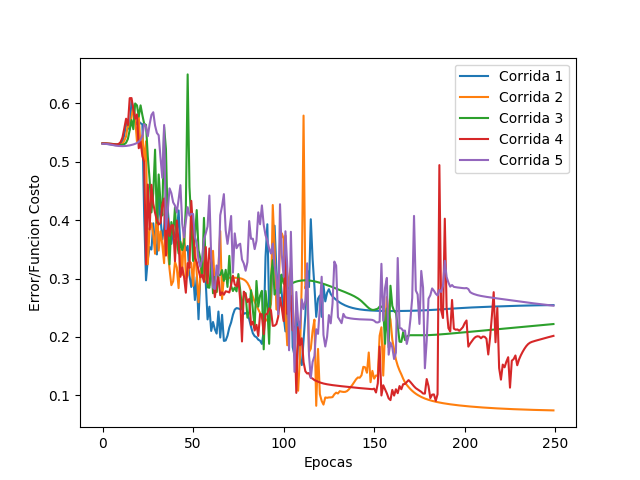 Corrida 1
Corrida 2
Corrida 3
Corrida 4
Corrida 5
Error/Funcion Costo
0.6
0.5
0.4
0.3
0.2
0.1
0 50 100 150 200 250
Epocas